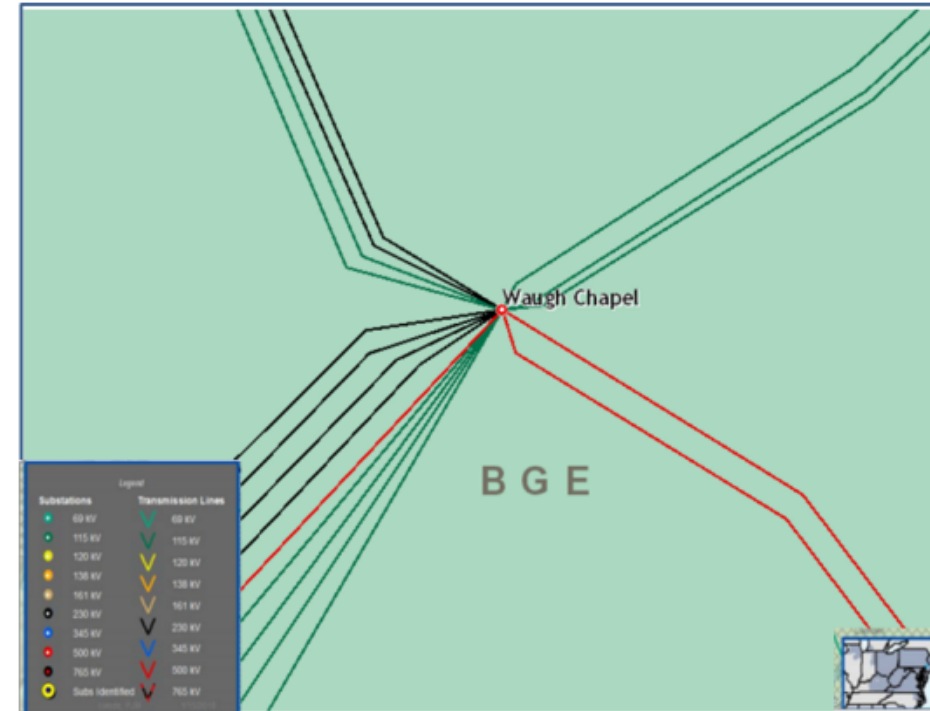 Waugh Chapel
B G E
Legend
Substations Transmission Lines
69 kV 69 kV
115 kV 115 kV
120 kV 120 kV
138 kV 138 kV
161 kV 161 kV
230 kV 230 kV
345 kV 345 kV
500 kV 500 kV
765 kV 765 kV
Subs Identified